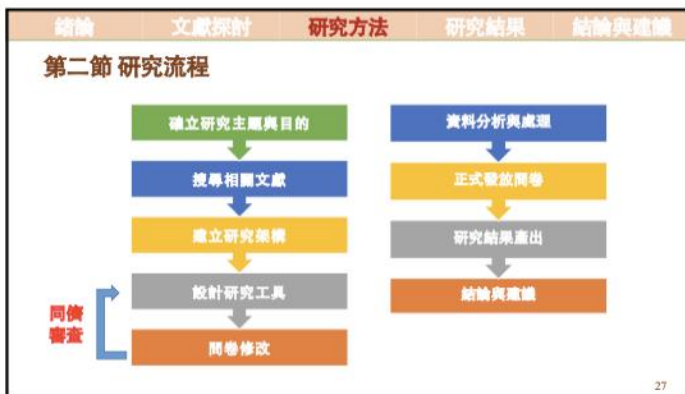 緒論 文獻探討 研究方法 研究結果 結論與建議
第二節 研究流程
確立研究主題與目的
搜尋相關文獻
建立研究架構
設計研究工具
問卷修改
同儕
審查
資料分析與處理
正式發放問卷
研究結果產出
結論與建議
27